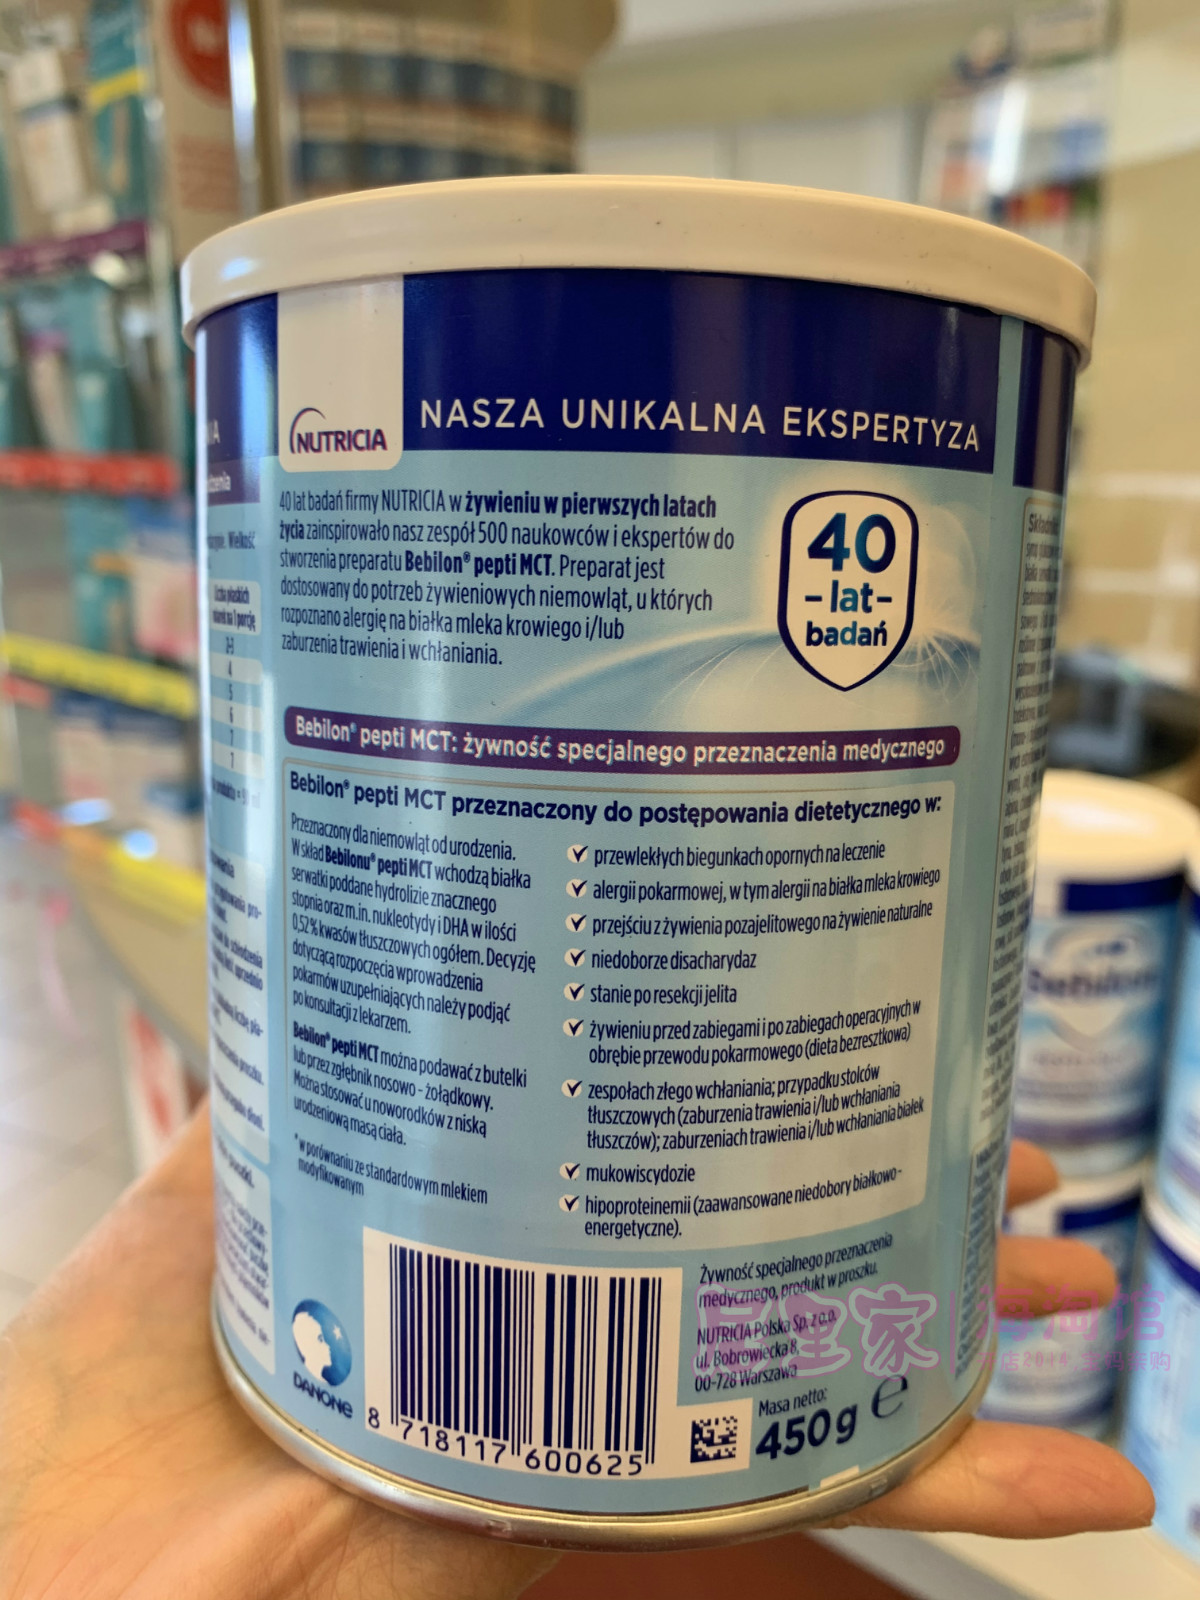 NUTRICIA
NASZA UNIKALNA EKSPERTYZA
40 lat badań firmy NUTRICIA w żywieniu w pierwszych latach
życia zainspirowało nasz zespół 500 naukowców i ekspertów do
stworzenia preparatu Bebilon® pepti MCT. Preparat jest
dostosowany do potrzeb żywieniowych niemowląt, u których
rozpoznano alergię na białka mleka krowiego i/lub
zaburzenia trawienia i wchłaniania.
40
– lat –
badań
Bebilon® pepti MCT: żywność specjalnego przeznaczenia medycznego
Bebilon® pepti MCT przeznaczony do postępowania dietetycznego w:
Przeznaczony dla niemowląt od urodzenia.
W skład Bebilonu® pepti MCT wchodzą białka
serwatki poddane hydrolizie znacznego
stopnia oraz m.in. nukleotydy i DHA w ilości
0,52% kwasów tłuszczowych ogółem. Decyzję
dotyczącą rozpoczęcia wprowadzenia
pokarmów uzupełniających należy podjąć
po konsultacji z lekarzem.
Bebilon® pepti MCT można podawać z butelki
lub przez zgłębnik nosowo - żołądkowy.
Można stosować u noworodków z niską
urodzeniową masą ciała.
* w porównaniu ze standardowym mlekiem
modyfikowanym
przewlekłych biegunkach opornych na leczenie
alergii pokarmowej, w tym alergii na białka mleka krowiego
przejściu z żywienia pozajelitowego na żywienie naturalne
niedoborze disacharydaz
stanie po resekcji jelita
żywieniu przed zabiegami i po zabiegach operacyjnych w
obrębie przewodu pokarmowego (dieta bezresztkowa)
zespołach złego wchłaniania; przypadku stolców
tłuszczowych (zaburzenia trawienia i/lub wchłaniania
tłuszczów); zaburzeniach trawienia i/lub wchłaniania białek
mukowiscydozie
hipoproteinemii (zaawansowane niedobory białkowo-
energetyczne).
DANONE
8 718117 600625
Żywność specjalnego przeznaczenia
medycznego, produkt w proszku.
NUTRICIA Polska Sp. z o.o.
ul. Bobrowiecka 8,
00-728 Warszawa
Masa netto:
450 g e
Bebilon
海淘馆